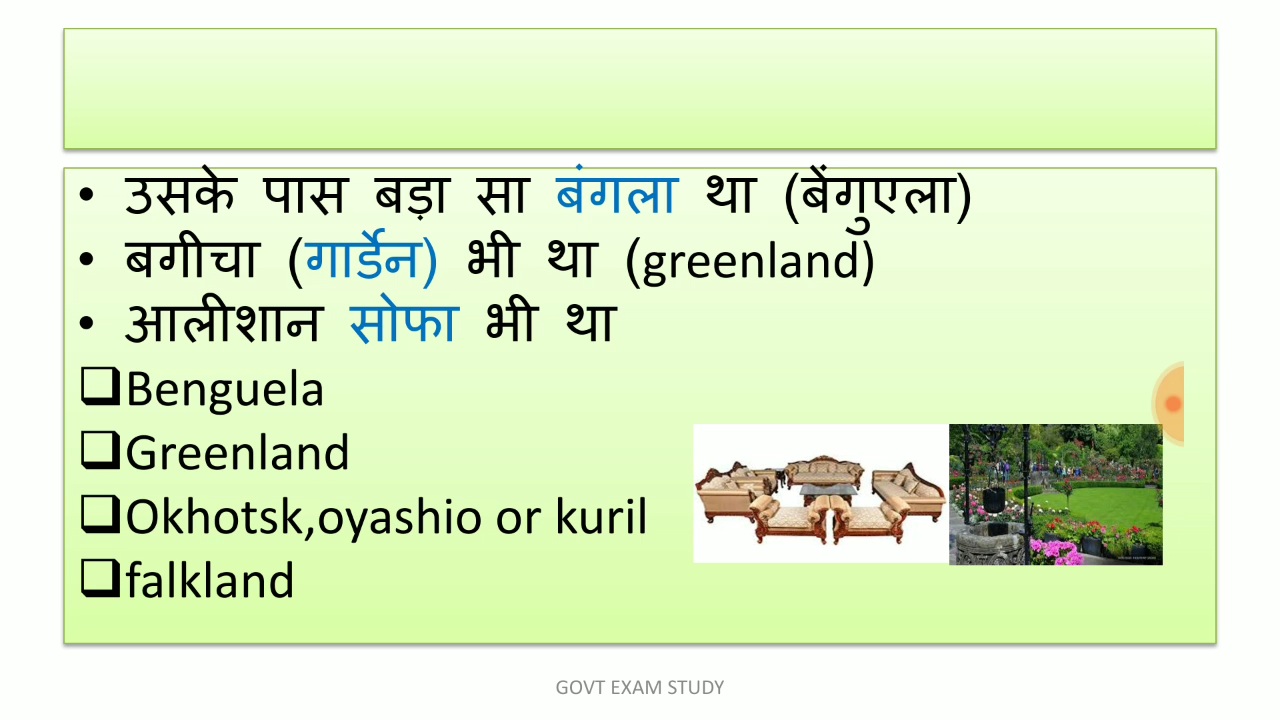 • उसके पास बड़ा सा बंगला था (बेंगुएला)
• बगीचा (गार्डेन) भी था (greenland)
• आलीशान सोफा भी था
❑Benguela
❑Greenland
❑Okhotsk,oyashio or kuril
❑falkland
GOVT EXAM STUDY